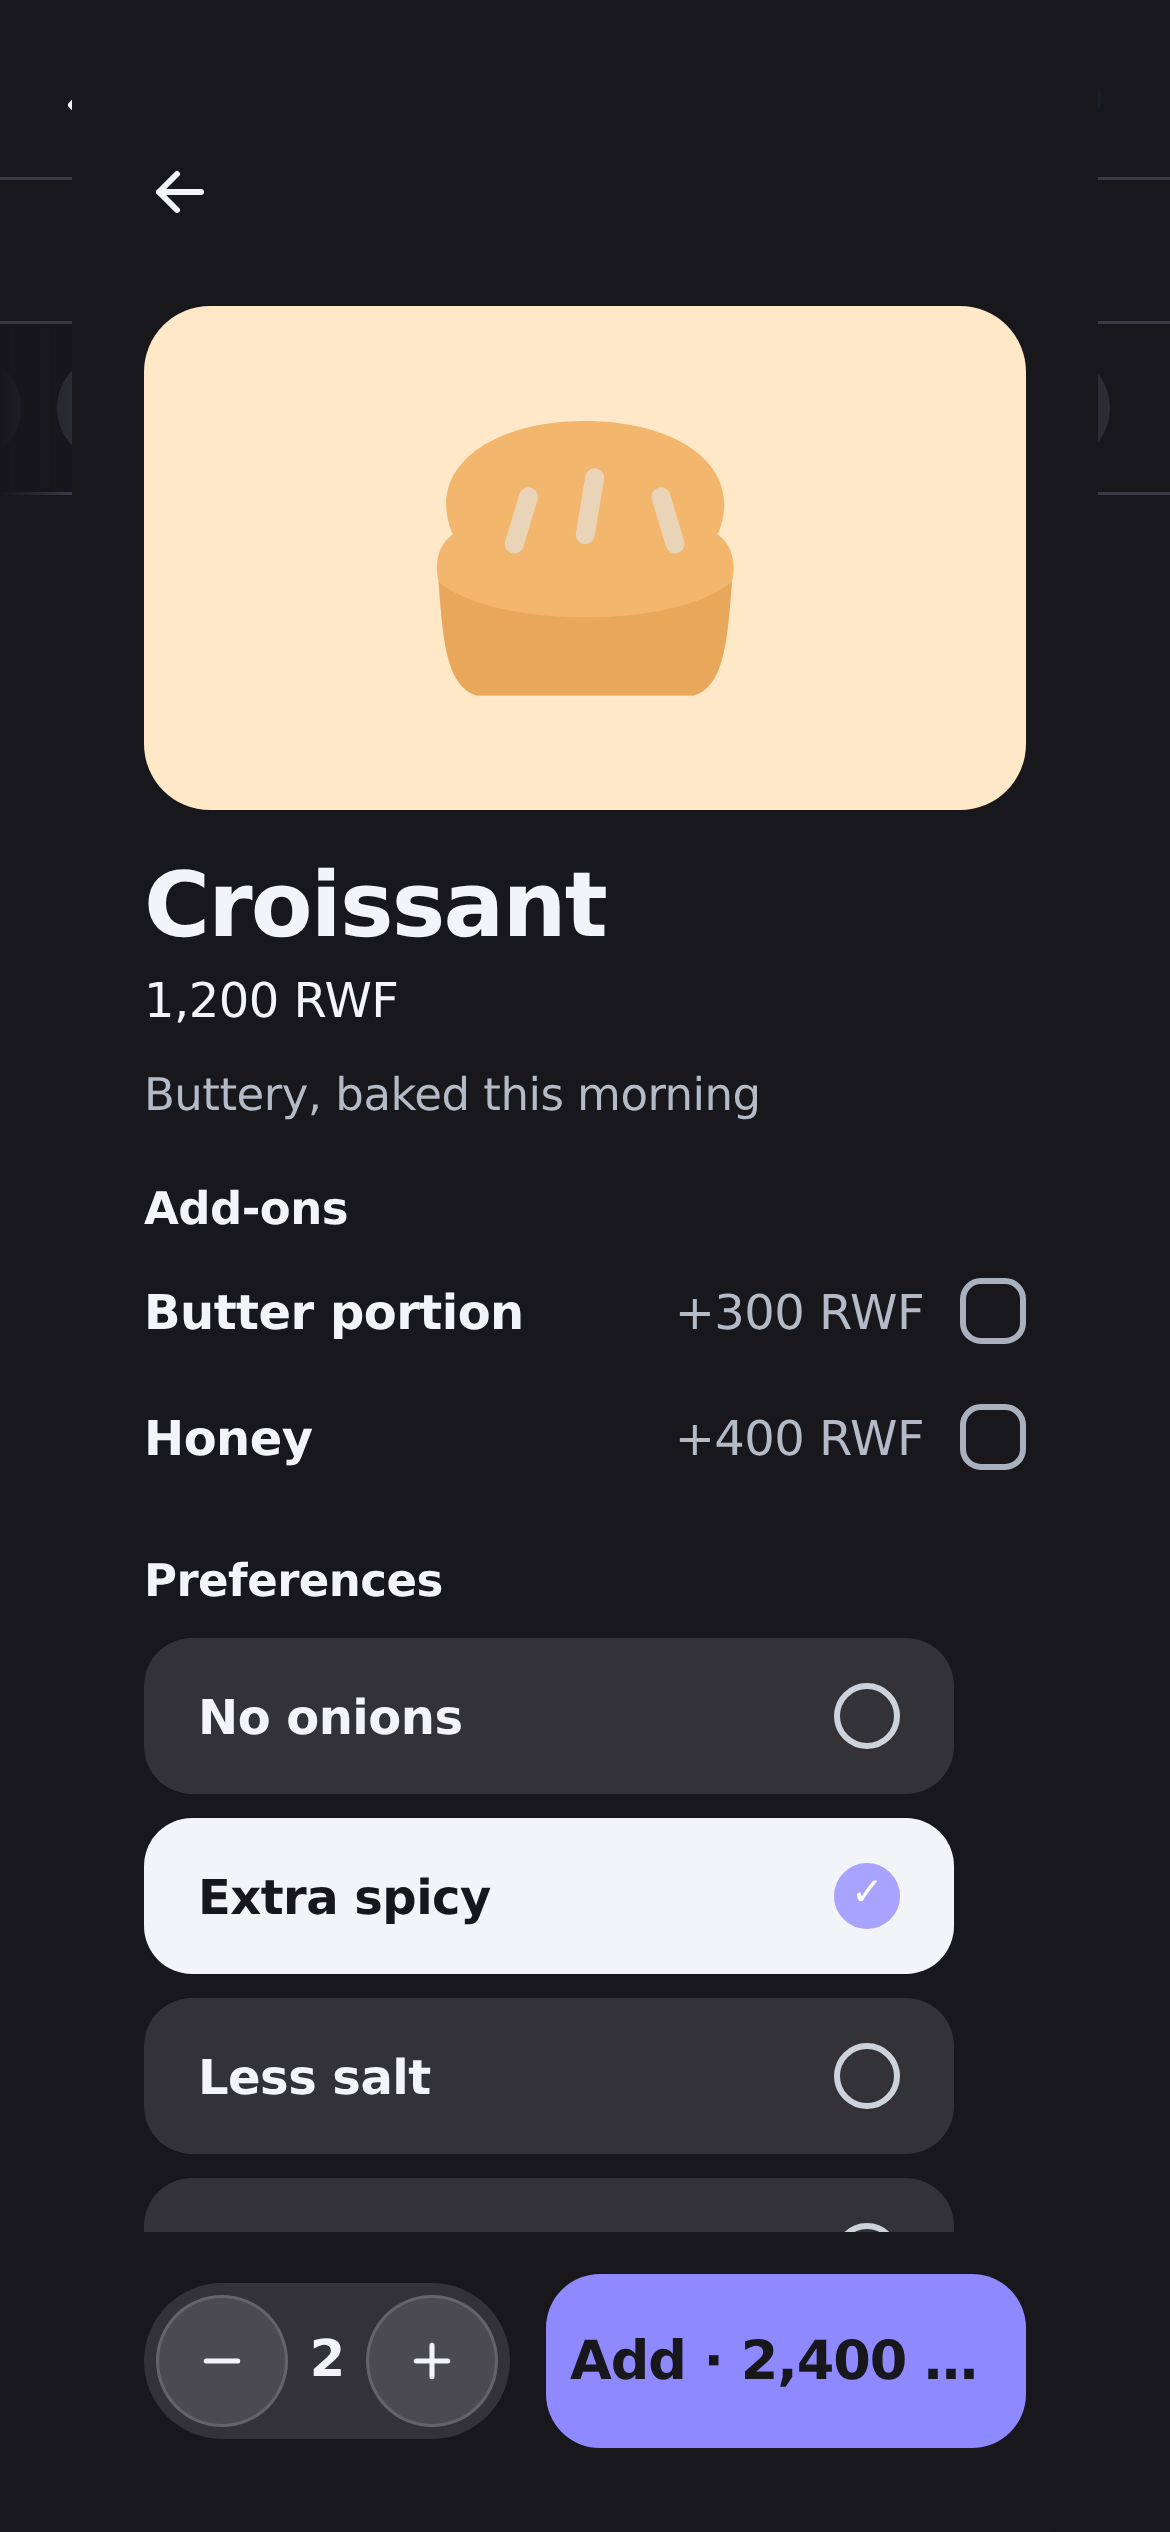 Croissant
1,200 RWF
Buttery, baked this morning
Add-ons
Butter portion +300 RWF
Honey +400 RWF
Preferences
No onions
Extra spicy ✓
Less salt
− 2 + Add · 2,400 …